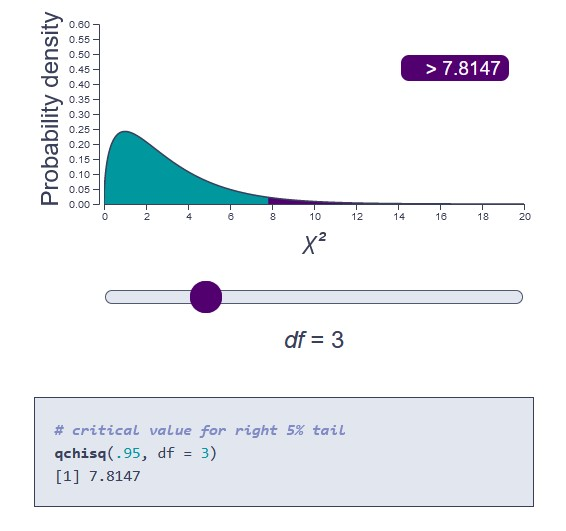 Probability density
0.60
0.55
0.50
0.45
0.40
0.35
0.30
0.25
0.20
0.15
0.10
0.05
0.00
> 7.8147
0 2 4 6 8 10 12 14 16 18 20
χ²
df = 3
# critical value for right 5% tail
qchisq(.95, df = 3)
[1] 7.8147